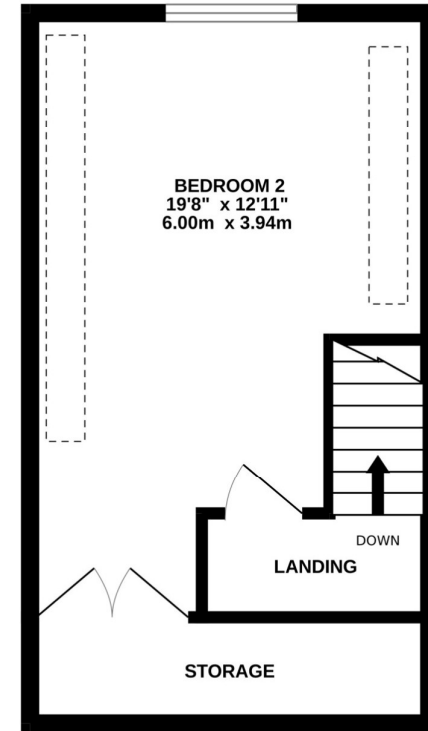 BEDROOM 2
19'8" x 12'11"
6.00m x 3.94m
DOWN
LANDING
STORAGE